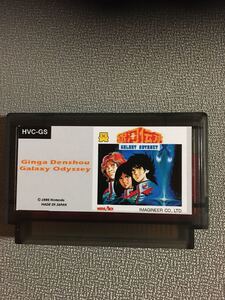 HVC-GS
Ginga Denshou
Galaxy Odyssey
GALAXY ODYSSEY
© 1986 Nintendo
MADE IN JAPAN
IMAGINEER CO., LTD.